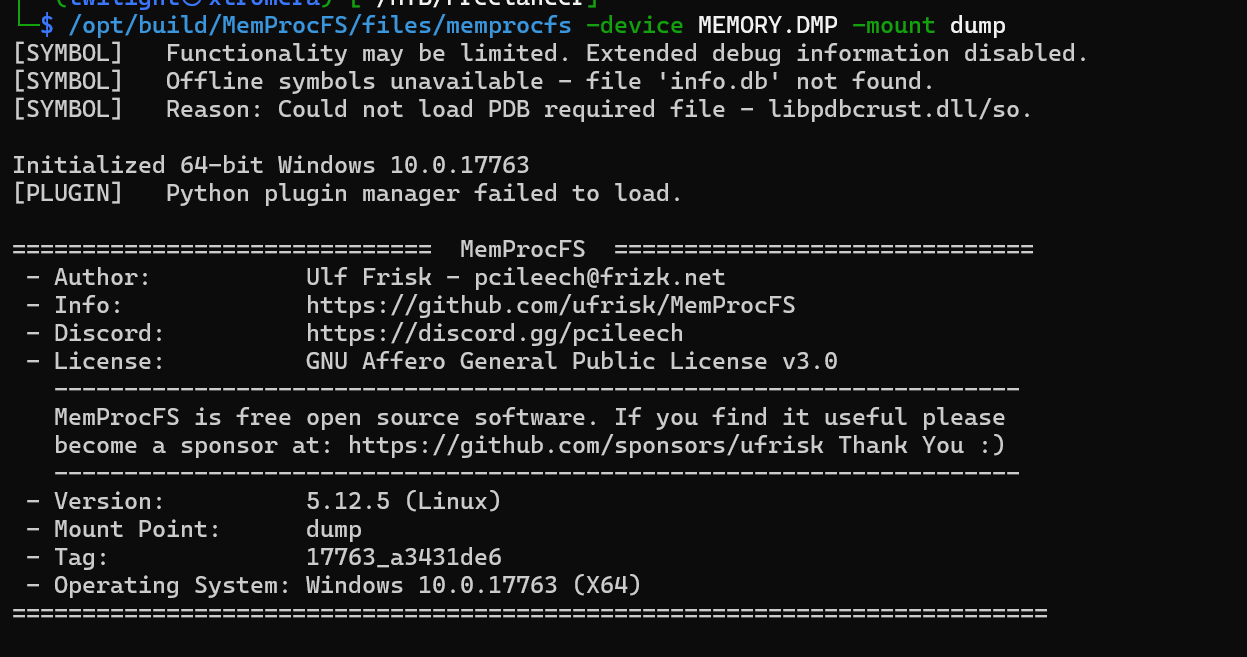 (twilight㉿xtromera)-[~/HTB/Freelancer]
└─$ /opt/build/MemProcFS/files/memprocfs -device MEMORY.DMP -mount dump
[SYMBOL]   Functionality may be limited. Extended debug information disabled.
[SYMBOL]   Offline symbols unavailable - file 'info.db' not found.
[SYMBOL]   Reason: Could not load PDB required file - libpdbcrust.dll/so.

Initialized 64-bit Windows 10.0.17763
[PLUGIN]   Python plugin manager failed to load.

============================== MemProcFS ==============================
 - Author:           Ulf Frisk - pcileech@frizk.net
 - Info:             https://github.com/ufrisk/MemProcFS
 - Discord:          https://discord.gg/pcileech
 - License:          GNU Affero General Public License v3.0
   ---------------------------------------------------------------------
   MemProcFS is free open source software. If you find it useful please
   become a sponsor at: https://github.com/sponsors/ufrisk Thank You :)
   ---------------------------------------------------------------------
 - Version:          5.12.5 (Linux)
 - Mount Point:      dump
 - Tag:              17763_a3431de6
 - Operating System: Windows 10.0.17763 (X64)
==========================================================================